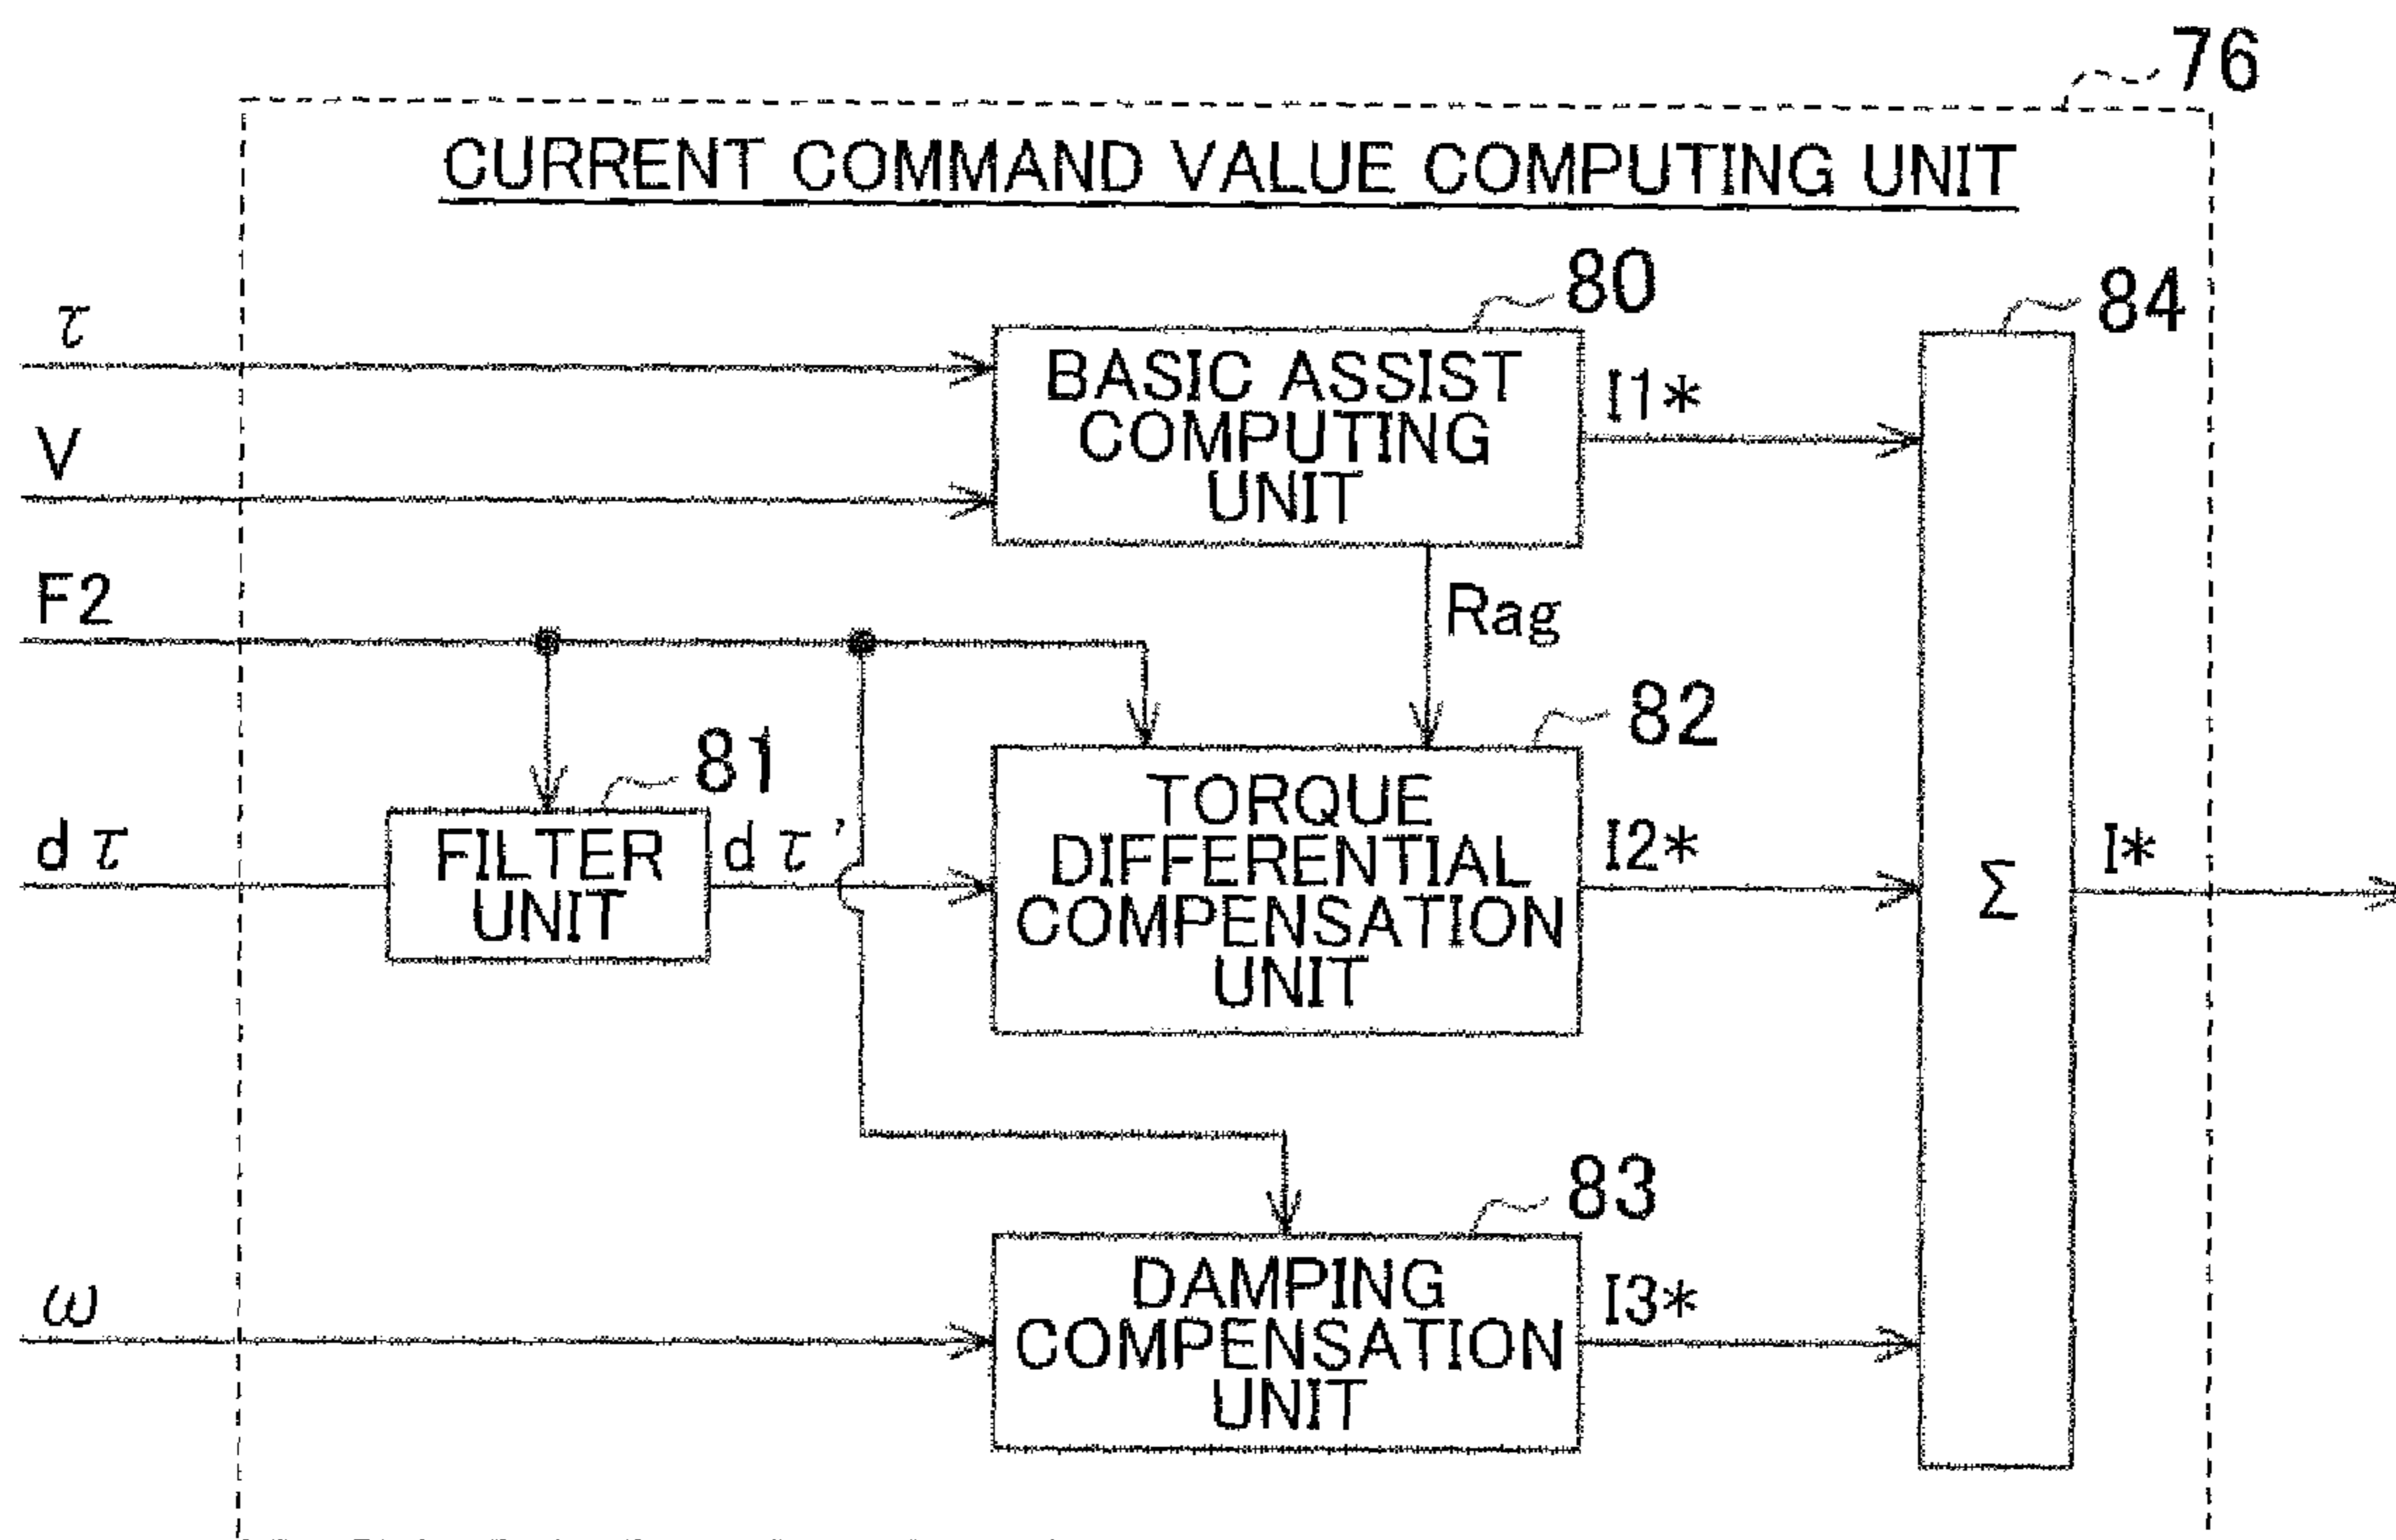 76
CURRENT COMMAND VALUE COMPUTING UNIT
80
84
τ
BASIC ASSIST
COMPUTING
UNIT
I1*
V
F2
Rag
82
81
dτ
FILTER
UNIT
dτ'
TORQUE
DIFFERENTIAL
COMPENSATION
UNIT
I2*
Σ
I*
83
ω
DAMPING
COMPENSATION
UNIT
I3*